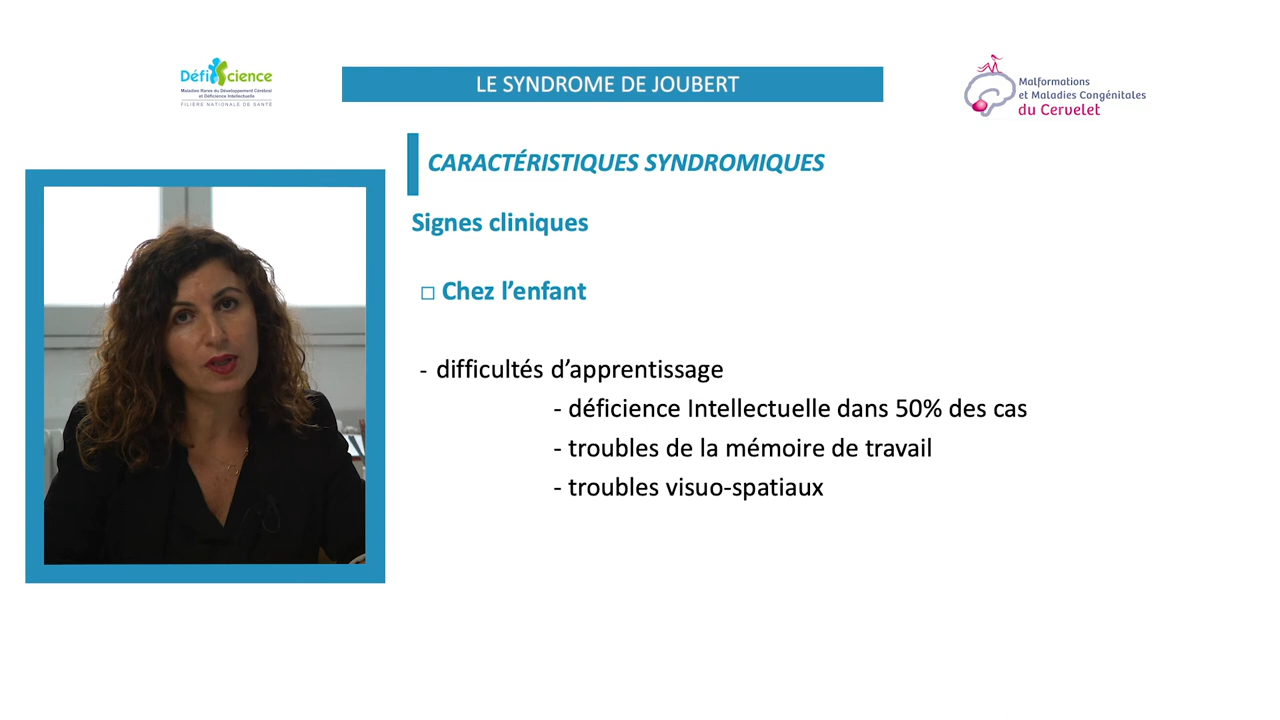 DéfiScience
Maladies Rares du Développement Cérébral
et Déficience Intellectuelle
FILIÈRE NATIONALE DE SANTÉ
LE SYNDROME DE JOUBERT
Malformations
et Maladies Congénitales
du Cervelet
CARACTÉRISTIQUES SYNDROMIQUES
Signes cliniques
□ Chez l’enfant
- difficultés d’apprentissage
- déficience Intellectuelle dans 50% des cas
- troubles de la mémoire de travail
- troubles visuo-spatiaux